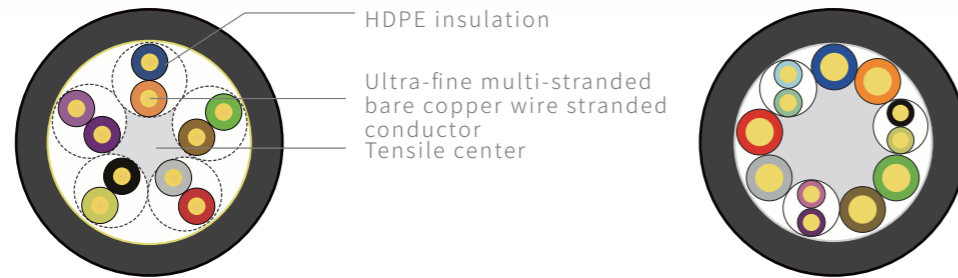 HDPE insulation
Ultra-fine multi-stranded
bare copper wire stranded
conductor
Tensile center